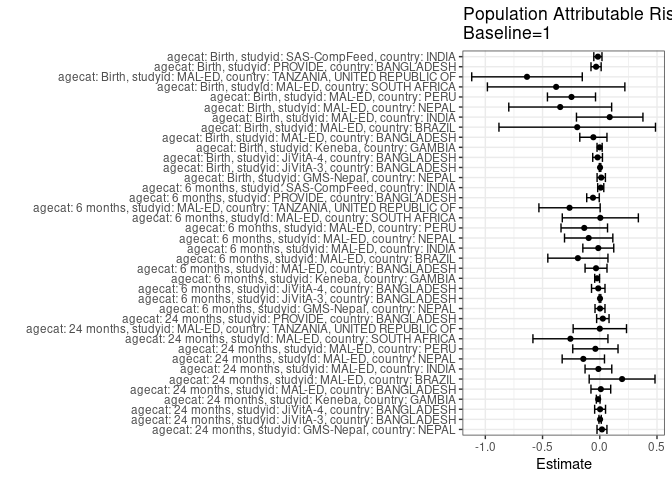 Population Attributable Ris
Baseline=1
agecat: Birth, studyid: SAS-CompFeed, country: INDIA
agecat: Birth, studyid: PROVIDE, country: BANGLADESH
agecat: Birth, studyid: MAL-ED, country: TANZANIA, UNITED REPUBLIC OF
agecat: Birth, studyid: MAL-ED, country: SOUTH AFRICA
agecat: Birth, studyid: MAL-ED, country: PERU
agecat: Birth, studyid: MAL-ED, country: NEPAL
agecat: Birth, studyid: MAL-ED, country: INDIA
agecat: Birth, studyid: MAL-ED, country: BRAZIL
agecat: Birth, studyid: MAL-ED, country: BANGLADESH
agecat: Birth, studyid: Keneba, country: GAMBIA
agecat: Birth, studyid: JiVitA-4, country: BANGLADESH
agecat: Birth, studyid: JiVitA-3, country: BANGLADESH
agecat: Birth, studyid: GMS-Nepal, country: NEPAL
agecat: 6 months, studyid: SAS-CompFeed, country: INDIA
agecat: 6 months, studyid: PROVIDE, country: BANGLADESH
agecat: 6 months, studyid: MAL-ED, country: TANZANIA, UNITED REPUBLIC OF
agecat: 6 months, studyid: MAL-ED, country: SOUTH AFRICA
agecat: 6 months, studyid: MAL-ED, country: PERU
agecat: 6 months, studyid: MAL-ED, country: NEPAL
agecat: 6 months, studyid: MAL-ED, country: INDIA
agecat: 6 months, studyid: MAL-ED, country: BRAZIL
agecat: 6 months, studyid: MAL-ED, country: BANGLADESH
agecat: 6 months, studyid: Keneba, country: GAMBIA
agecat: 6 months, studyid: JiVitA-4, country: BANGLADESH
agecat: 6 months, studyid: JiVitA-3, country: BANGLADESH
agecat: 6 months, studyid: GMS-Nepal, country: NEPAL
agecat: 24 months, studyid: PROVIDE, country: BANGLADESH
agecat: 24 months, studyid: MAL-ED, country: TANZANIA, UNITED REPUBLIC OF
agecat: 24 months, studyid: MAL-ED, country: SOUTH AFRICA
agecat: 24 months, studyid: MAL-ED, country: PERU
agecat: 24 months, studyid: MAL-ED, country: NEPAL
agecat: 24 months, studyid: MAL-ED, country: INDIA
agecat: 24 months, studyid: MAL-ED, country: BRAZIL
agecat: 24 months, studyid: MAL-ED, country: BANGLADESH
agecat: 24 months, studyid: Keneba, country: GAMBIA
agecat: 24 months, studyid: JiVitA-4, country: BANGLADESH
agecat: 24 months, studyid: JiVitA-3, country: BANGLADESH
agecat: 24 months, studyid: GMS-Nepal, country: NEPAL
-1.0 -0.5 0.0 0.5
Estimate